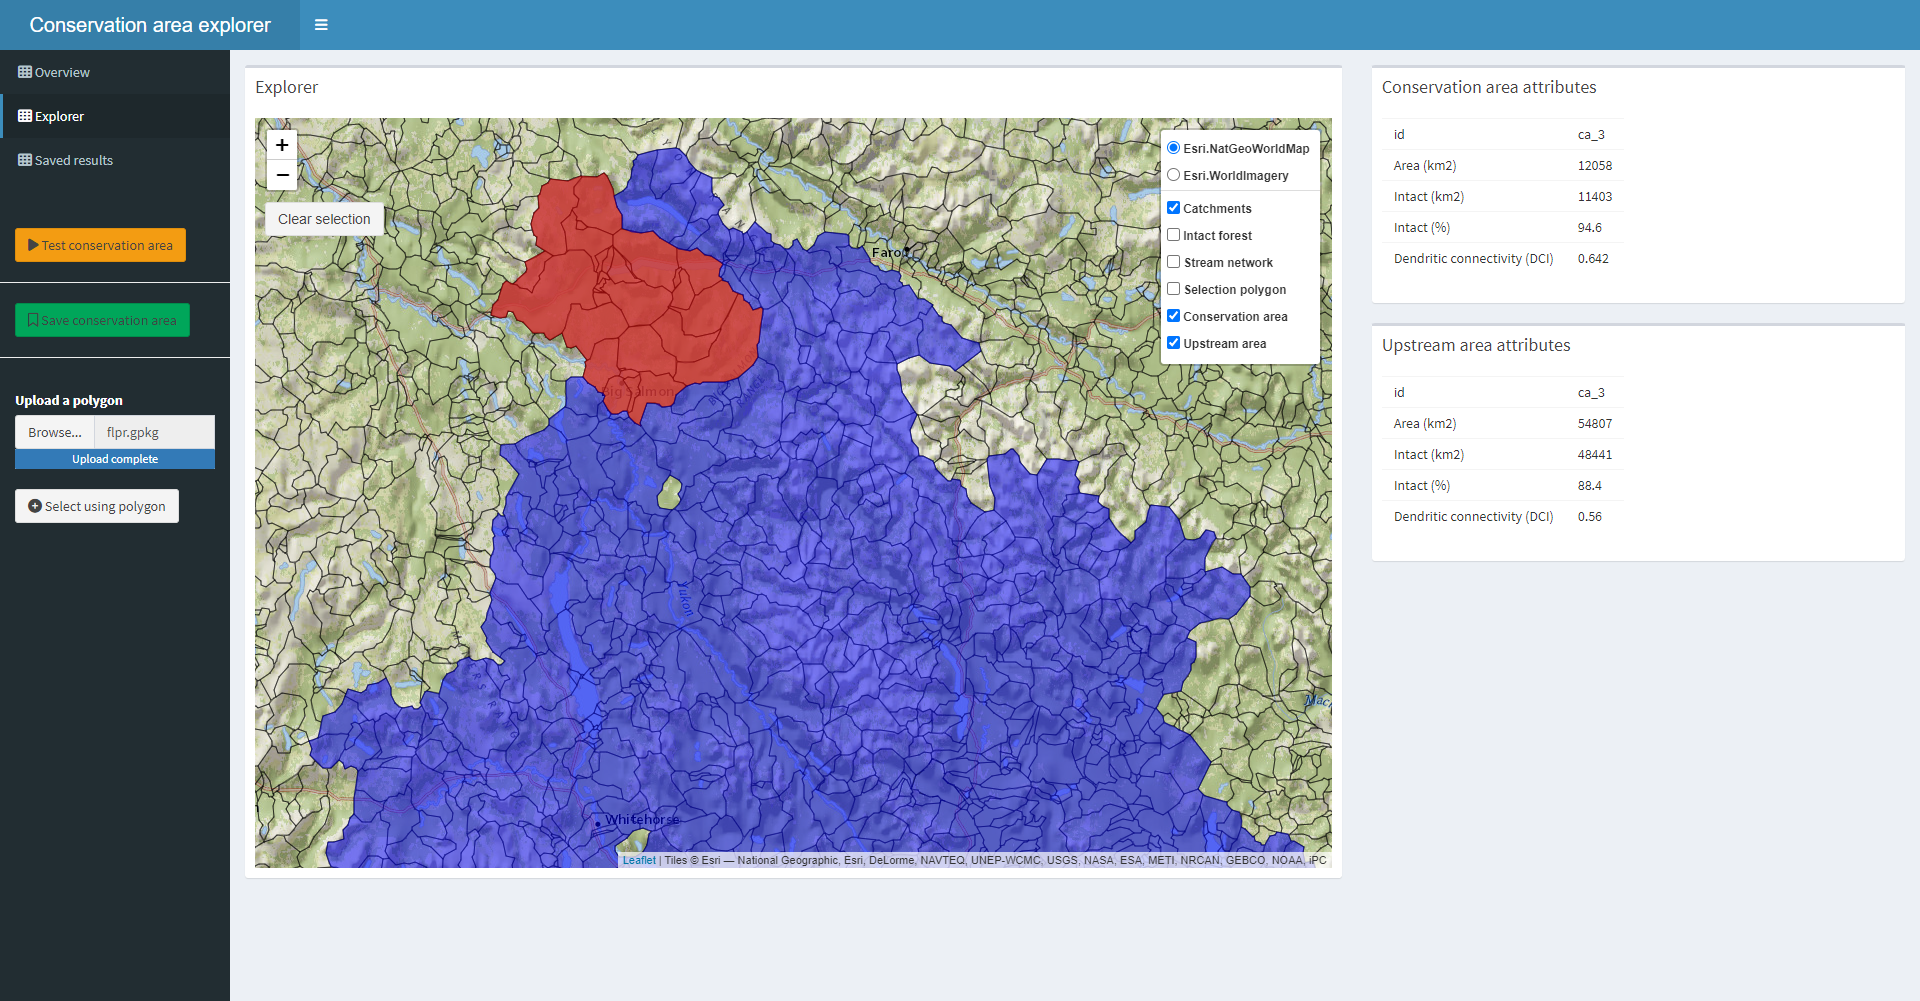 Conservation area explorer
Overview
Explorer
Saved results
Test conservation area
Save conservation area
Upload a polygon
Browse... flpr.gpkg
Upload complete
Select using polygon
Explorer
+
−
Clear selection
Esri.NatGeoWorldMap
Esri.WorldImagery
Catchments
Intact forest
Stream network
Selection polygon
Conservation area
Upstream area
Faro
Big Salmon
Yukon
Whitehorse
Leaflet | Tiles © Esri — National Geographic, Esri, DeLorme, NAVTEQ, UNEP-WCMC, USGS, NASA, ESA, METI, NRCAN, GEBCO, NOAA, iPC
Conservation area attributes
id ca_3
Area (km2) 12058
Intact (km2) 11403
Intact (%) 94.6
Dendritic connectivity (DCI) 0.642
Upstream area attributes
id ca_3
Area (km2) 54807
Intact (km2) 48441
Intact (%) 88.4
Dendritic connectivity (DCI) 0.56